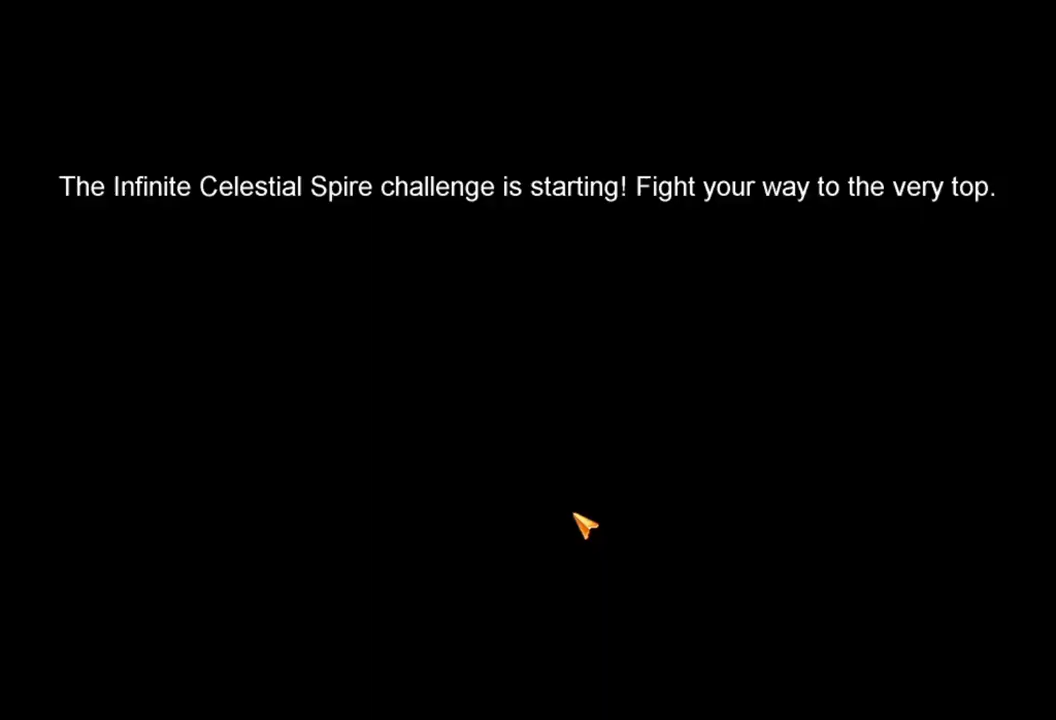 The Infinite Celestial Spire challenge is starting! Fight your way to the very top.